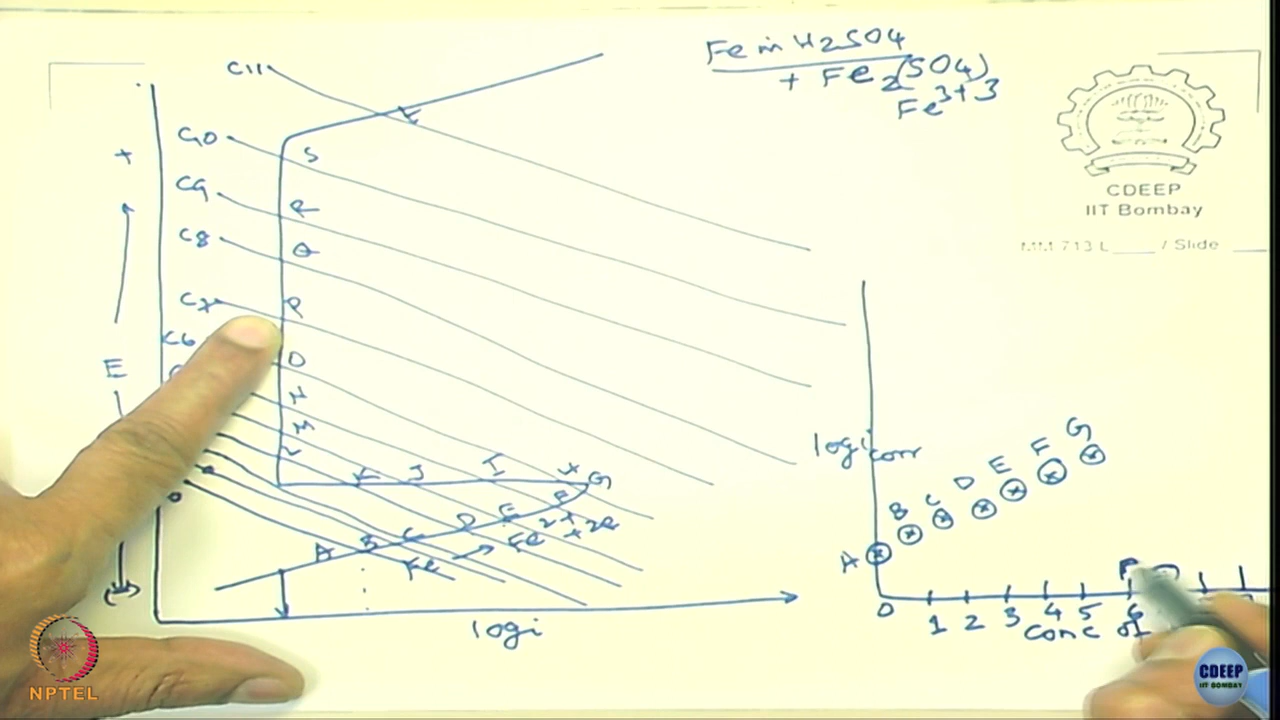 Fe in H2SO4
+ Fe2(SO4)3
Fe3+
CDEEP
IIT Bombay
MM 713 L____ / Slide ____
C11
C9
C8
C7
C6
+
E
S
R
Q
P
O
N
M
L
K J I G
A B C D E F
Fe → Fe2+ + 2e
log i
log i corr
A B C D E F G
0 1 2 3 4 5 6
Conc of
NPTEL
CDEEP
IIT BOMBAY